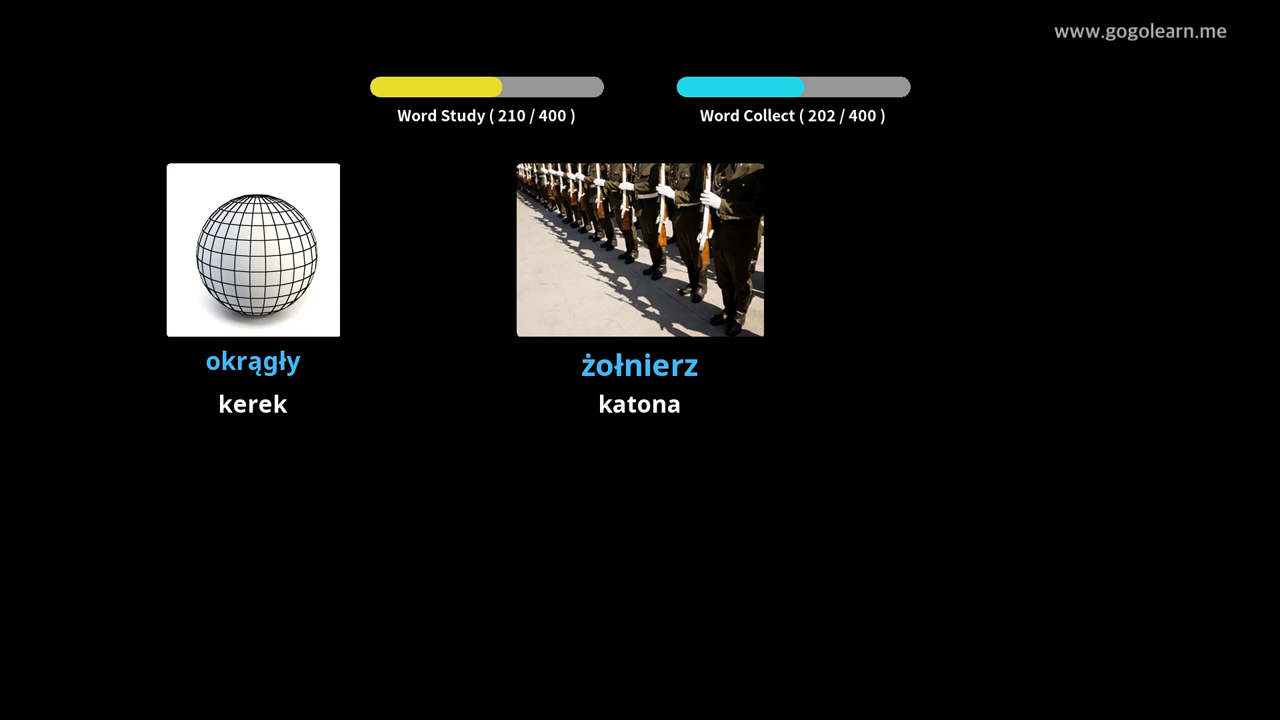 www.gogolearn.me
Word Study ( 210 / 400 )
Word Collect ( 202 / 400 )
okrągły
kerek
żołnierz
katona